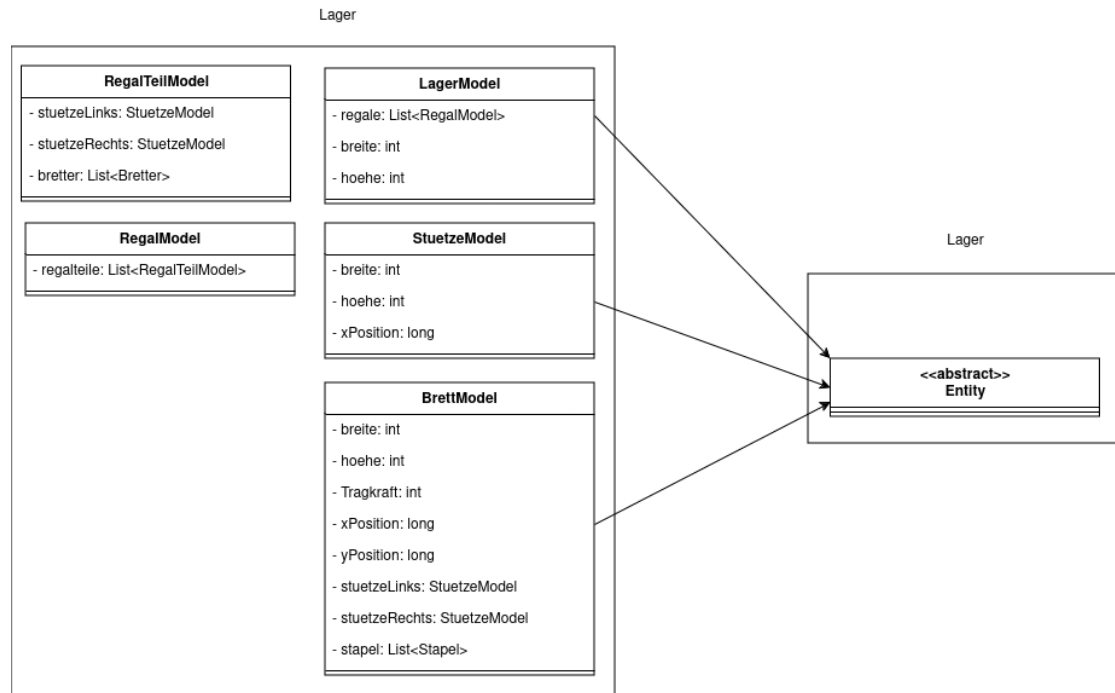 Lager
RegalTeilModel
- stuetzeLinks: StuetzeModel
- stuetzeRechts: StuetzeModel
- bretter: List<Bretter>
LagerModel
- regale: List<RegalModel>
- breite: int
- hoehe: int
RegalModel
- regalteile: List<RegalTeilModel>
StuetzeModel
- breite: int
- hoehe: int
- xPosition: long
BrettModel
- breite: int
- hoehe: int
- Tragkraft: int
- xPosition: long
- yPosition: long
- stuetzeLinks: StuetzeModel
- stuetzeRechts: StuetzeModel
- stapel: List<Stapel>
Lager
<<abstract>>
Entity